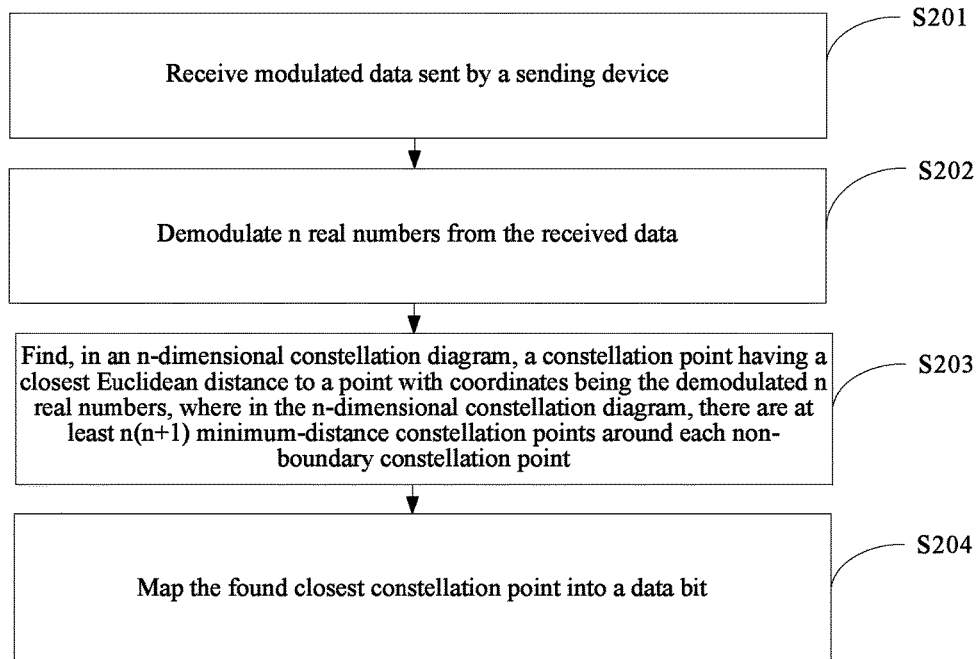 S201
Receive modulated data sent by a sending device
S202
Demodulate n real numbers from the received data
S203
Find, in an n-dimensional constellation diagram, a constellation point having a
closest Euclidean distance to a point with coordinates being the demodulated n
real numbers, where in the n-dimensional constellation diagram, there are at
least n(n+1) minimum-distance constellation points around each non-
boundary constellation point
S204
Map the found closest constellation point into a data bit